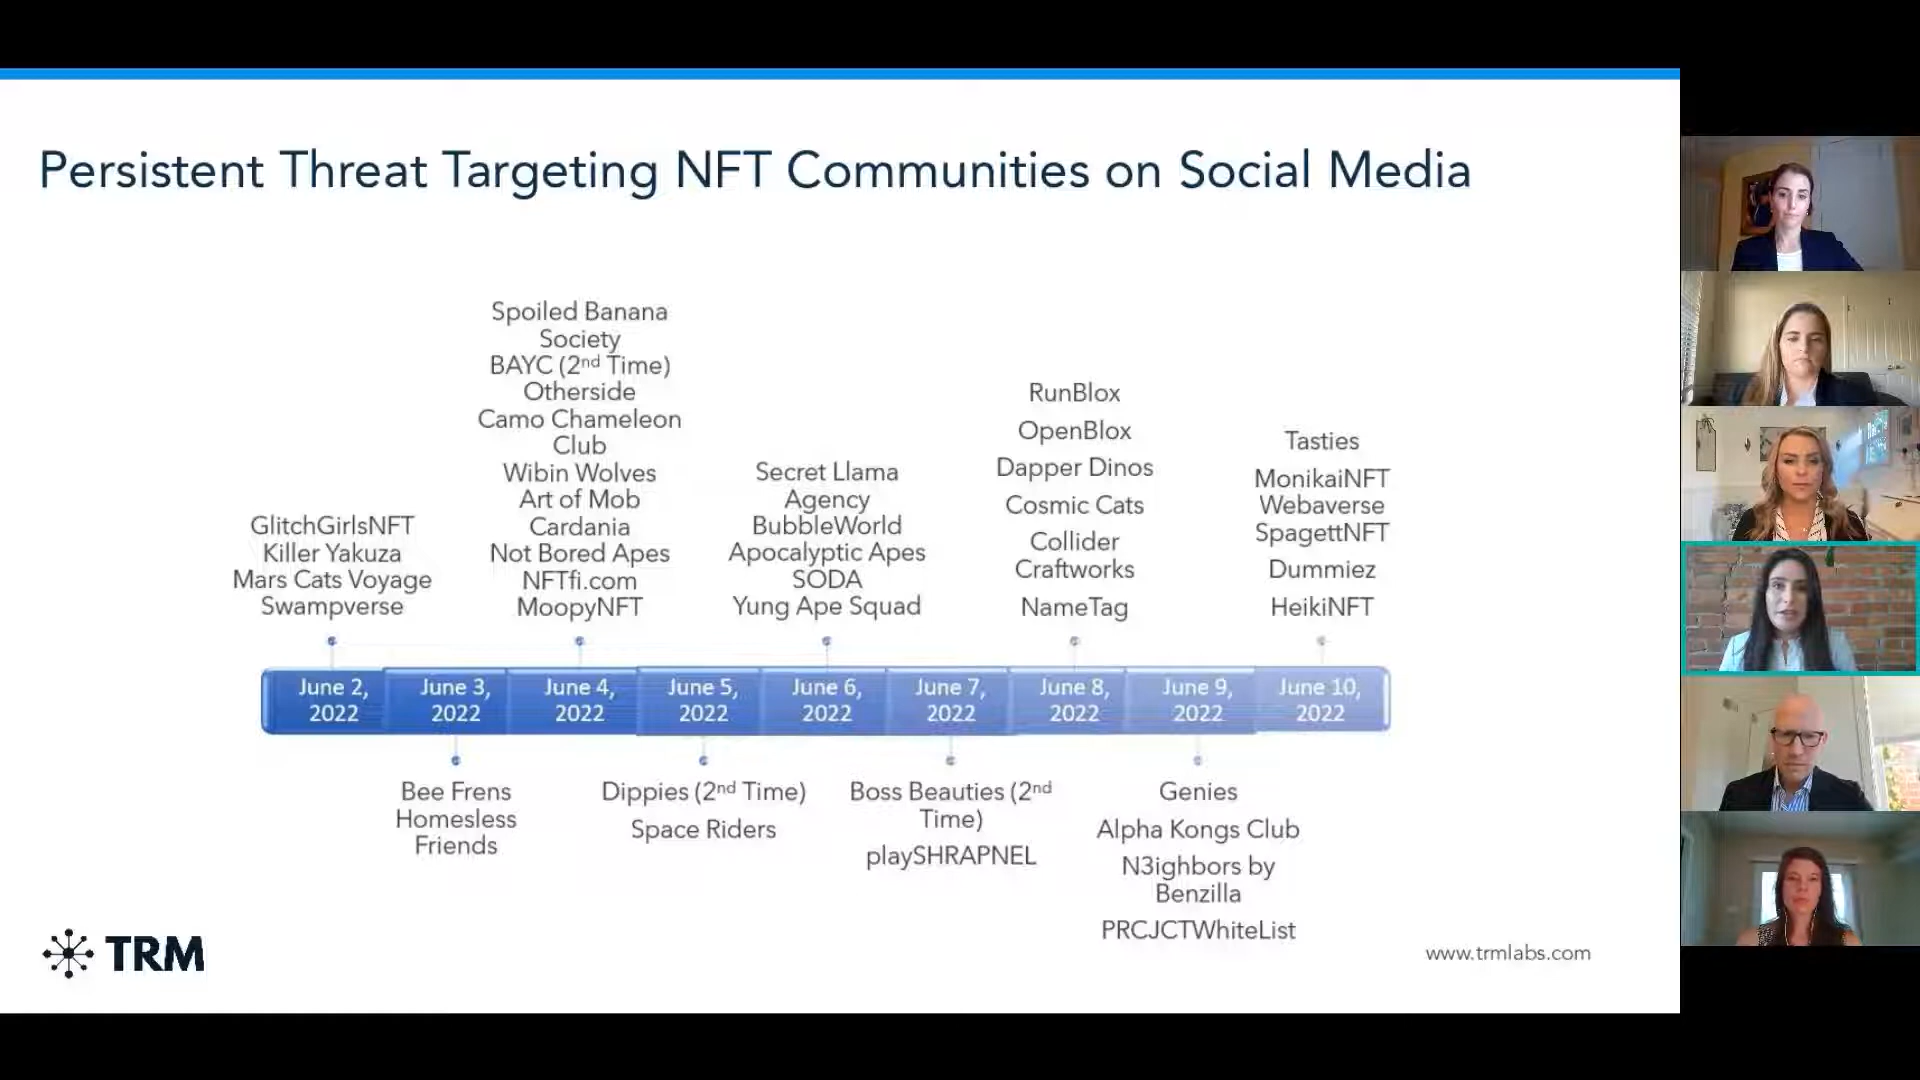 Persistent Threat Targeting NFT Communities on Social Media
Spoiled Banana
Society
BAYC (2nd Time)
Otherside
Camo Chameleon
Club
Wibin Wolves
Art of Mob
Cardania
Not Bored Apes
NFTfi.com
MoopyNFT
GlitchGirlsNFT
Killer Yakuza
Mars Cats Voyage
Swampverse
Secret Llama
Agency
BubbleWorld
Apocalyptic Apes
SODA
Yung Ape Squad
RunBlox
OpenBlox
Dapper Dinos
Cosmic Cats
Collider
Craftworks
NameTag
Tasties
MonikaiNFT
Webaverse
SpagettNFT
Dummiez
HeikiNFT
June 2,
2022
June 3,
2022
June 4,
2022
June 5,
2022
June 6,
2022
June 7,
2022
June 8,
2022
June 9,
2022
June 10,
2022
Bee Frens
Homesless
Friends
Dippies (2nd Time)
Space Riders
Boss Beauties (2nd
Time)
playSHRAPNEL
Genies
Alpha Kongs Club
N3ighbors by
Benzilla
PRCJCTWhiteList
TRM
www.trmlabs.com